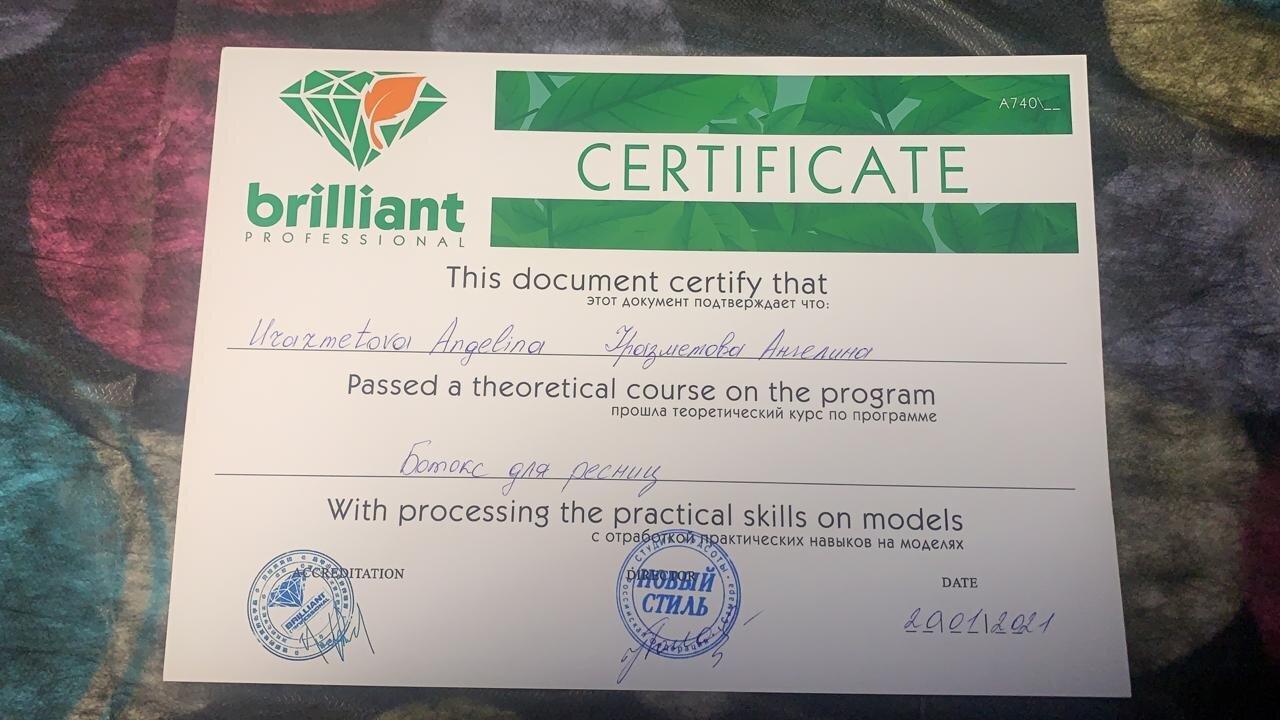 A740\__
CERTIFICATE
brilliant
PROFESSIONAL
This document certify that
этот документ подтверждает что:
Urazmetova Angelina Уразметова Ангелина
Passed a theoretical course on the program
прошла теоретический курс по программе
Ботокс для ресниц
With processing the practical skills on models
с отработкой практических навыков на моделях
ACCREDITATION
DIRECTOR
DATE
BRILLIANT
НОВЫЙ
СТИЛЬ
29\01\2021